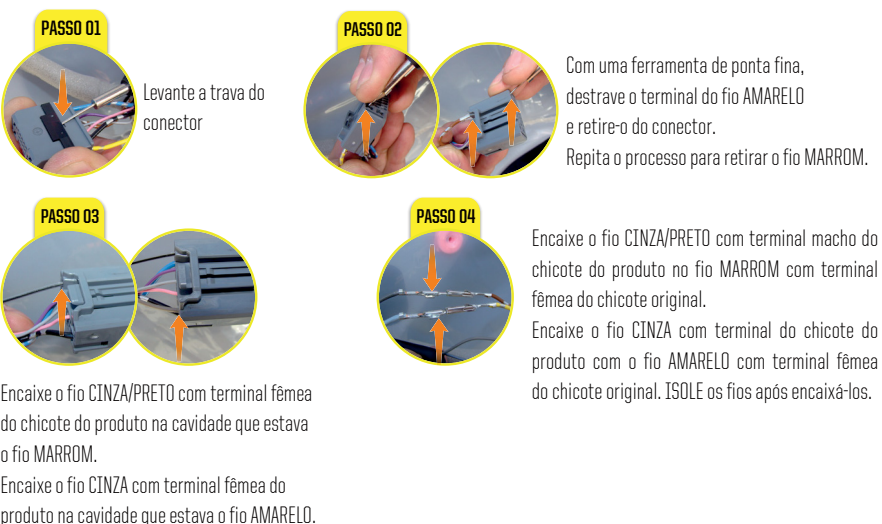 PASSO 01
Levante a trava do
conector
PASSO 02
Com uma ferramenta de ponta fina,
destrave o terminal do fio AMARELO
e retire-o do conector.
Repita o processo para retirar o fio MARROM.
PASSO 03
Encaixe o fio CINZA/PRETO com terminal fêmea
do chicote do produto na cavidade que estava
o fio MARROM.
Encaixe o fio CINZA com terminal fêmea do
produto na cavidade que estava o fio AMARELO.
PASSO 04
Encaixe o fio CINZA/PRETO com terminal macho do
chicote do produto no fio MARROM com terminal
fêmea do chicote original.
Encaixe o fio CINZA com terminal do chicote do
produto com o fio AMARELO com terminal fêmea
do chicote original. ISOLE os fios após encaixá-los.